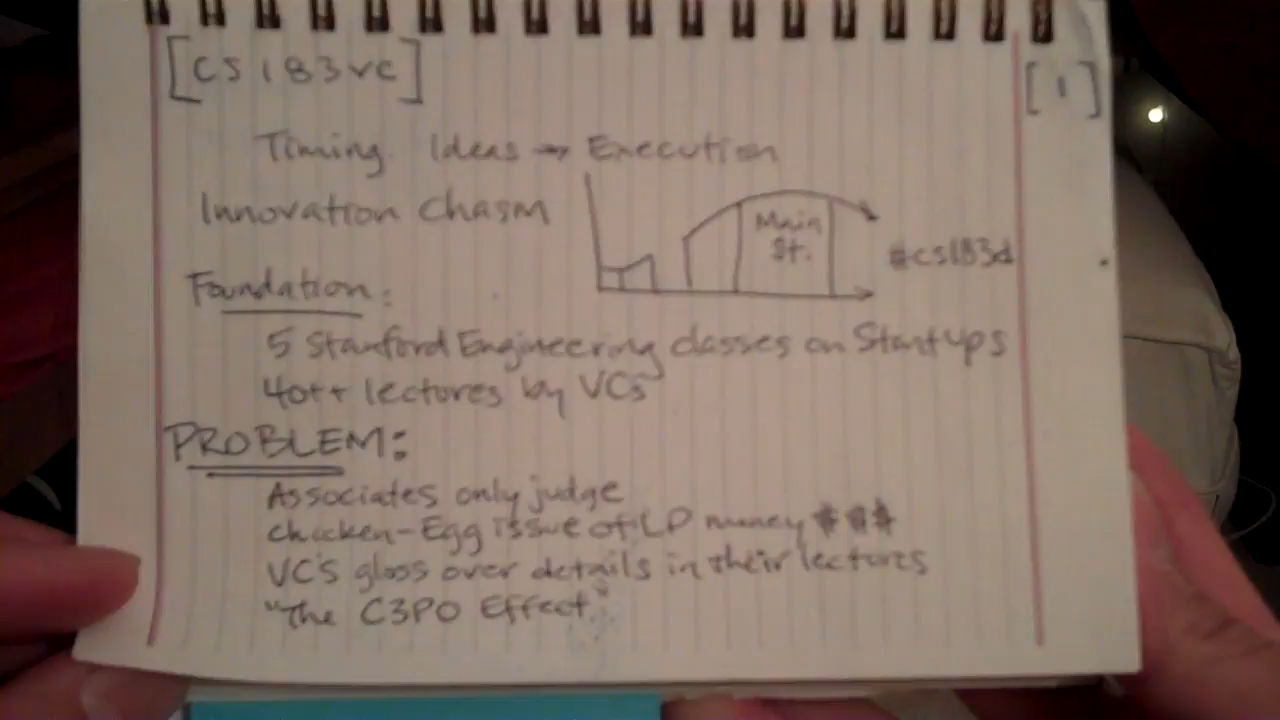 [CS183VC]
[1]
Timing. Ideas → Execution
Innovation Chasm
Main
St.
#cs183d
Foundation:
5 Stanford Engineering classes on Startups
40++ lectures by VCs
PROBLEM:
Associates only judge
chicken-Egg issue of LP money $$$
VC's gloss over details in their lectures
"The C3PO Effect."